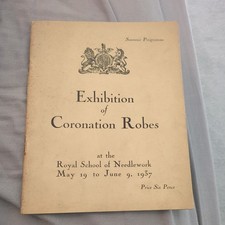 Souvenir Programme
Exhibition
of
Coronation Robes
at the
Royal School of Needlework
May 19 to June 9, 1937
Price Six Pence